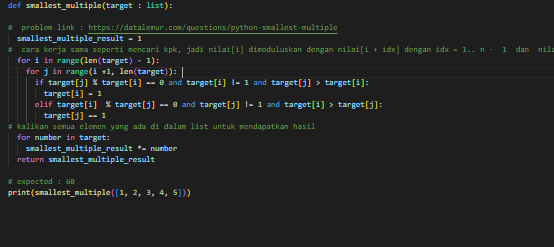 def smallest_multiple(target : list):
#  problem link : https://datalemur.com/questions/python-smallest-multiple
  smallest_multiple_result = 1
#  cara kerja sama seperti mencari kpk, jadi nilai[i] dimoduluskan dengan nilai[i + idx] dengan idx = 1.. n -  1  dan  nila
  for i in range(len(target) - 1):
    for j in range(i +1, len(target)):
      if target[j] % target[i] == 0 and target[i] != 1 and target[j] > target[i]:
        target[i] = 1
      elif target[i]  % target[j] == 0 and target[j] != 1 and target[i] > target[j]:
        target[j] == 1
# kalikan semua elemen yang ada di dalam list untuk mendapatkan hasil
  for number in target:
    smallest_multiple_result *= number
  return smallest_multiple_result
# expected : 60
print(smallest_multiple([1, 2, 3, 4, 5]))